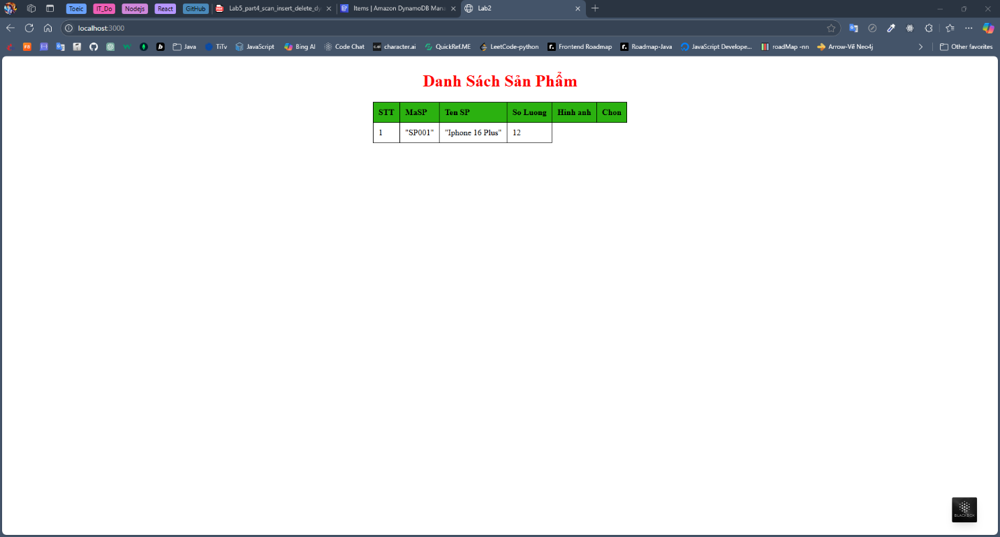 Toeic IT_Do Nodejs React GitHub Lab5_part4_scan_insert_delete_dy Items | Amazon DynamoDB Mana Lab2
localhost:3000
Java TiTv JavaScript Bing AI Code Chat character.ai QuickRef.ME LeetCode-python Frontend Roadmap Roadmap-Java JavaScript Develope... roadMap -nn Arrow-Vẽ Neo4j Other favorites
Danh Sách Sản Phẩm
STT MaSP Ten SP So Luong Hinh anh Chon
1 "SP001" "Iphone 16 Plus" 12
BLACKBOX